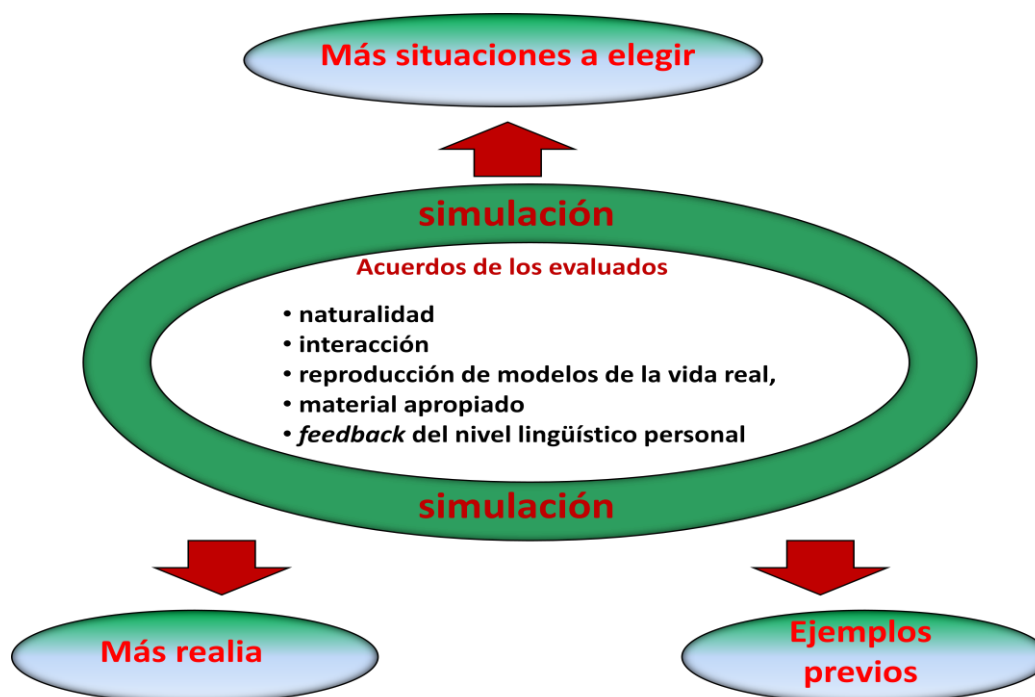 Más situaciones a elegir
simulación
Acuerdos de los evaluados
• naturalidad
• interacción
• reproducción de modelos de la vida real,
• material apropiado
• feedback del nivel lingüístico personal
simulación
Más realia
Ejemplos
previos